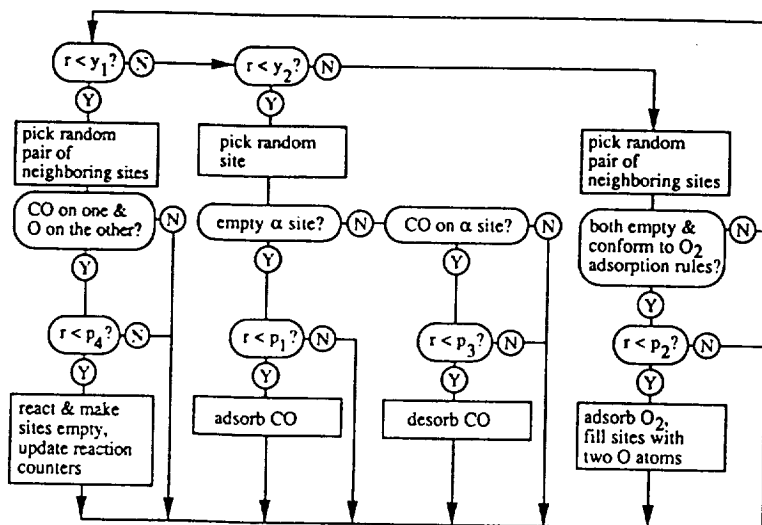 r < y₁?
N
r < y₂?
N
Y
Y
pick random
pair of
neighboring sites
pick random
site
pick random
pair of
neighboring sites
CO on one &
O on the other?
N
empty α site?
N
CO on α site?
N
both empty &
conform to O₂
adsorption rules?
N
Y
Y
Y
Y
r < p₄?
N
r < p₁?
N
r < p₃?
N
r < p₂?
N
Y
Y
Y
Y
react & make
sites empty,
update reaction
counters
adsorb CO
desorb CO
adsorb O₂,
fill sites with
two O atoms